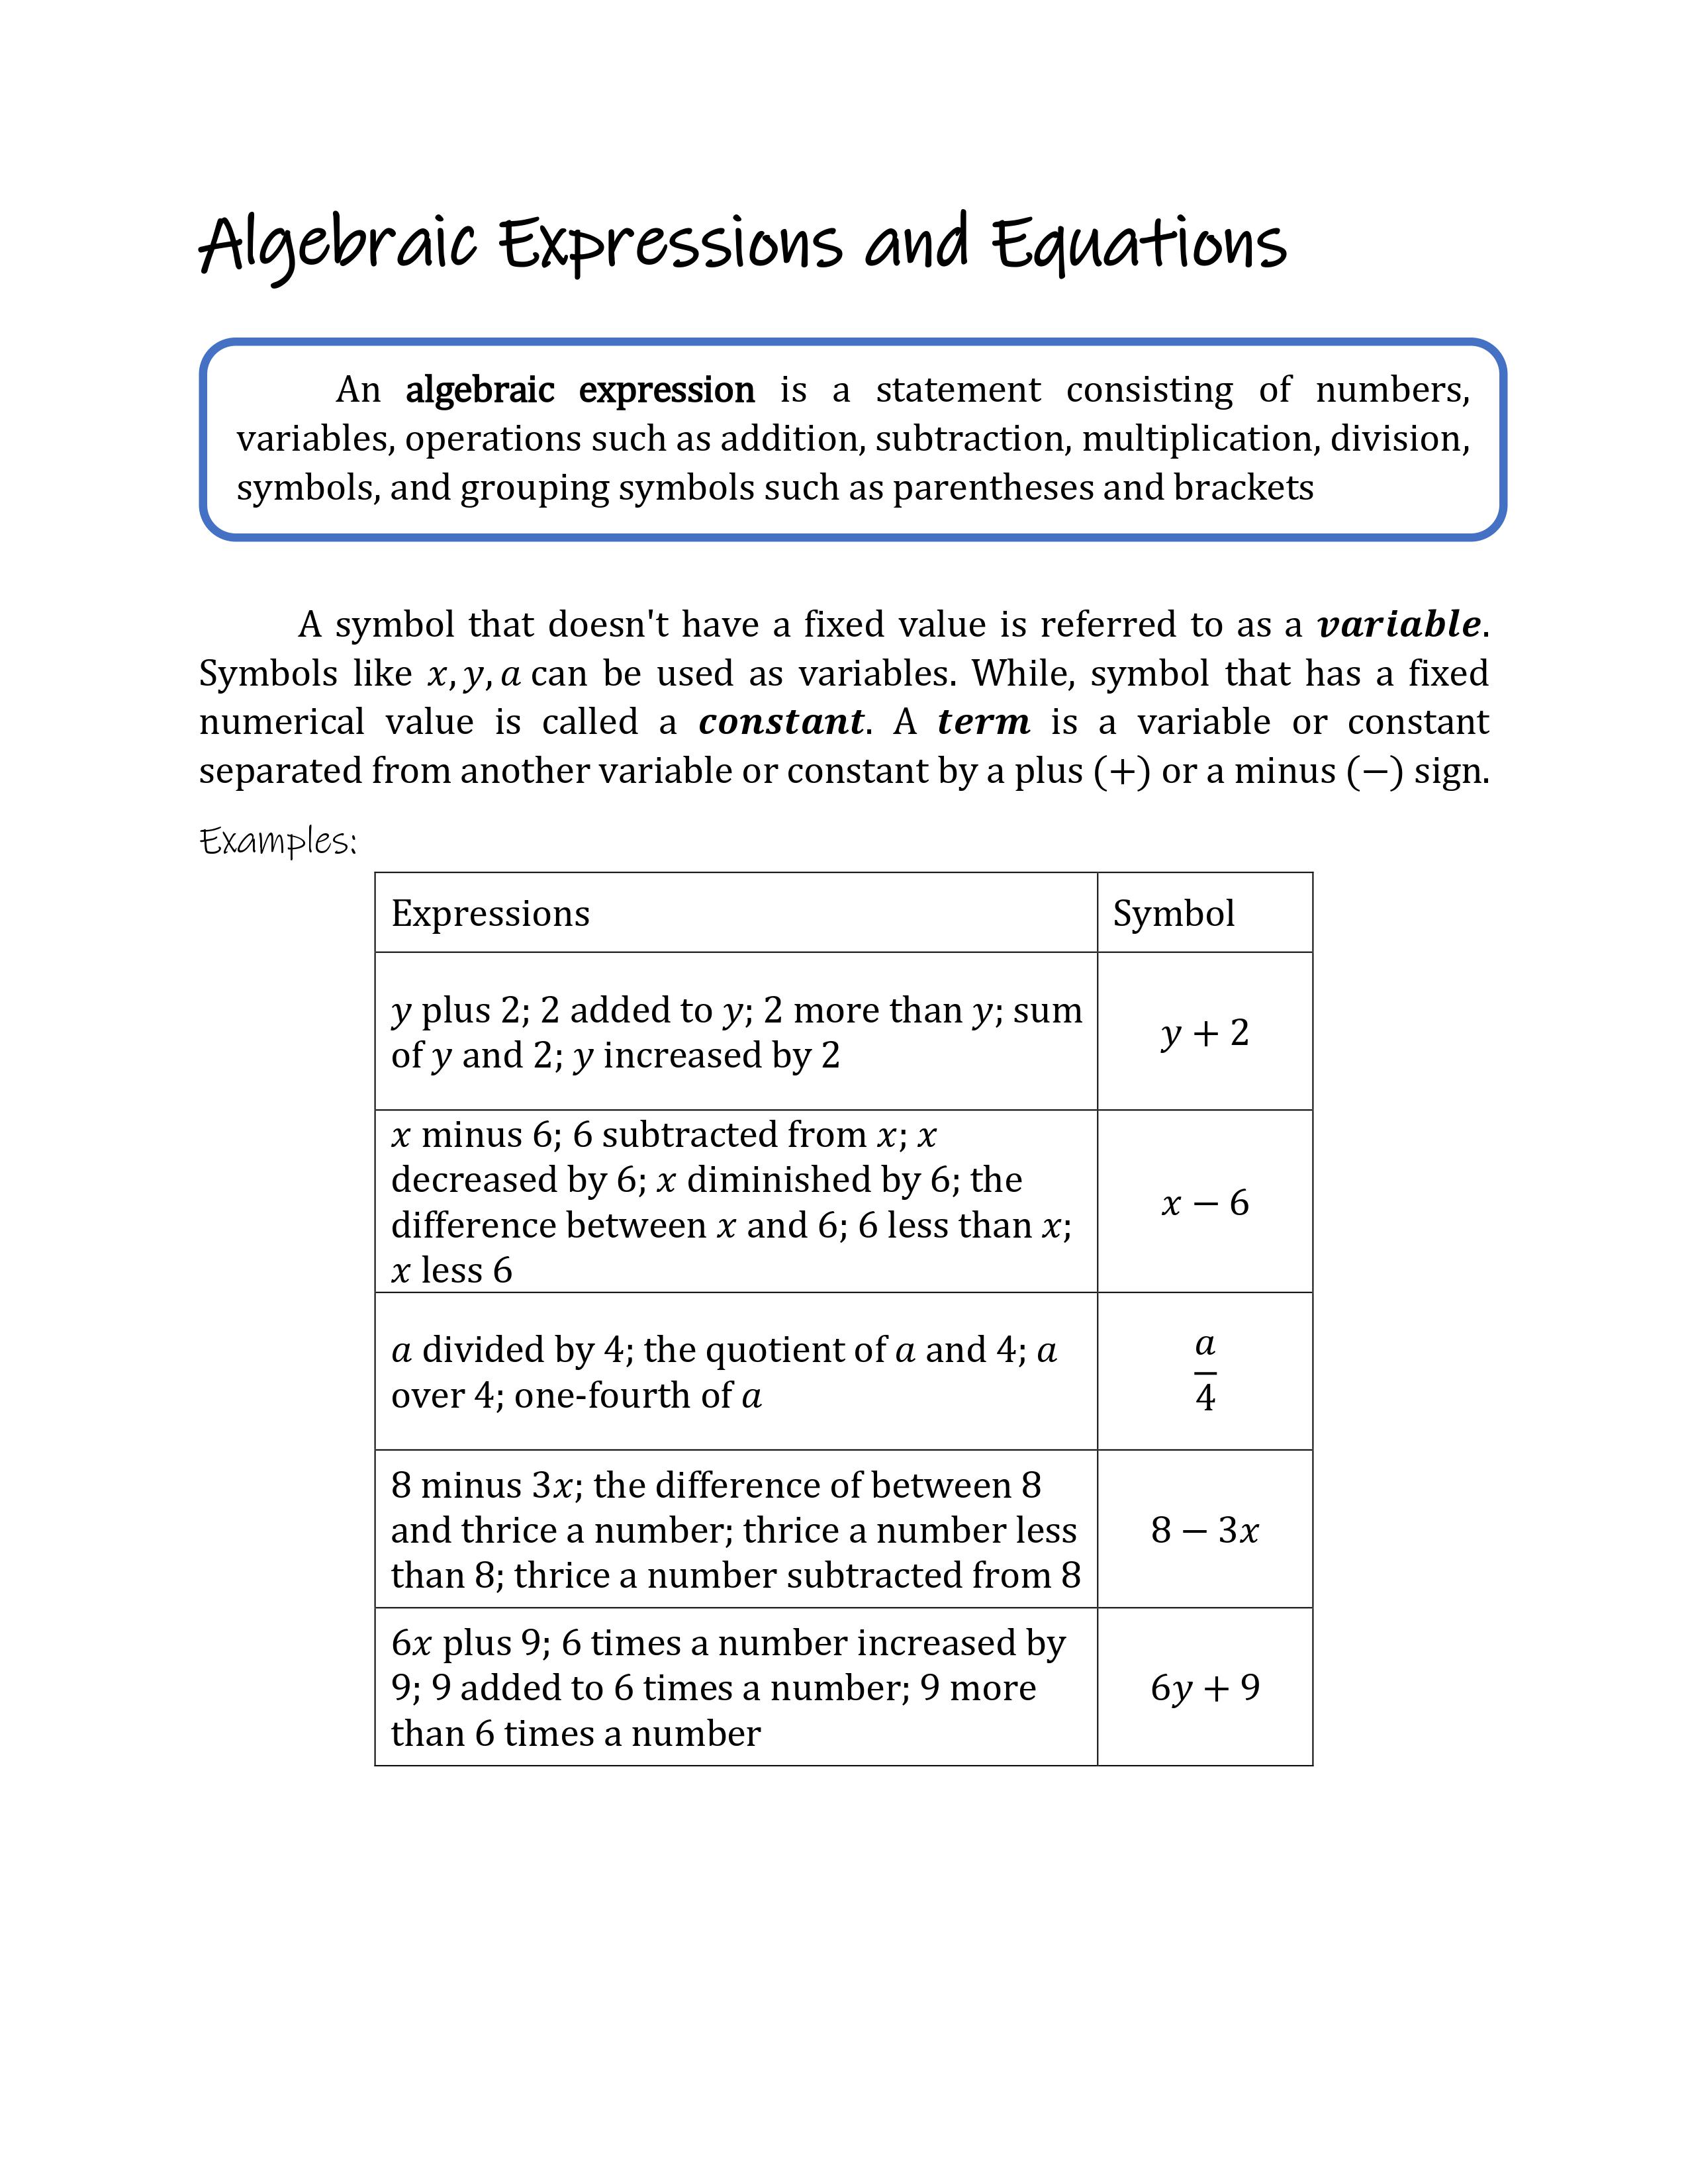 Algebraic Expressions and Equations
An algebraic expression is a statement consisting of numbers,
variables, operations such as addition, subtraction, multiplication, division,
symbols, and grouping symbols such as parentheses and brackets
A symbol that doesn't have a fixed value is referred to as a variable.
Symbols like x, y, a can be used as variables. While, symbol that has a fixed
numerical value is called a constant. A term is a variable or constant
separated from another variable or constant by a plus (+) or a minus (−) sign.
Examples:
Expressions
Symbol
y plus 2; 2 added to y; 2 more than y; sum
of y and 2; y increased by 2
y + 2
x minus 6; 6 subtracted from x; x
decreased by 6; x diminished by 6; the
difference between x and 6; 6 less than x;
x less 6
x − 6
a divided by 4; the quotient of a and 4; a
over 4; one-fourth of a
a
4
8 minus 3x; the difference of between 8
and thrice a number; thrice a number less
than 8; thrice a number subtracted from 8
8 − 3x
6x plus 9; 6 times a number increased by
9; 9 added to 6 times a number; 9 more
than 6 times a number
6y + 9